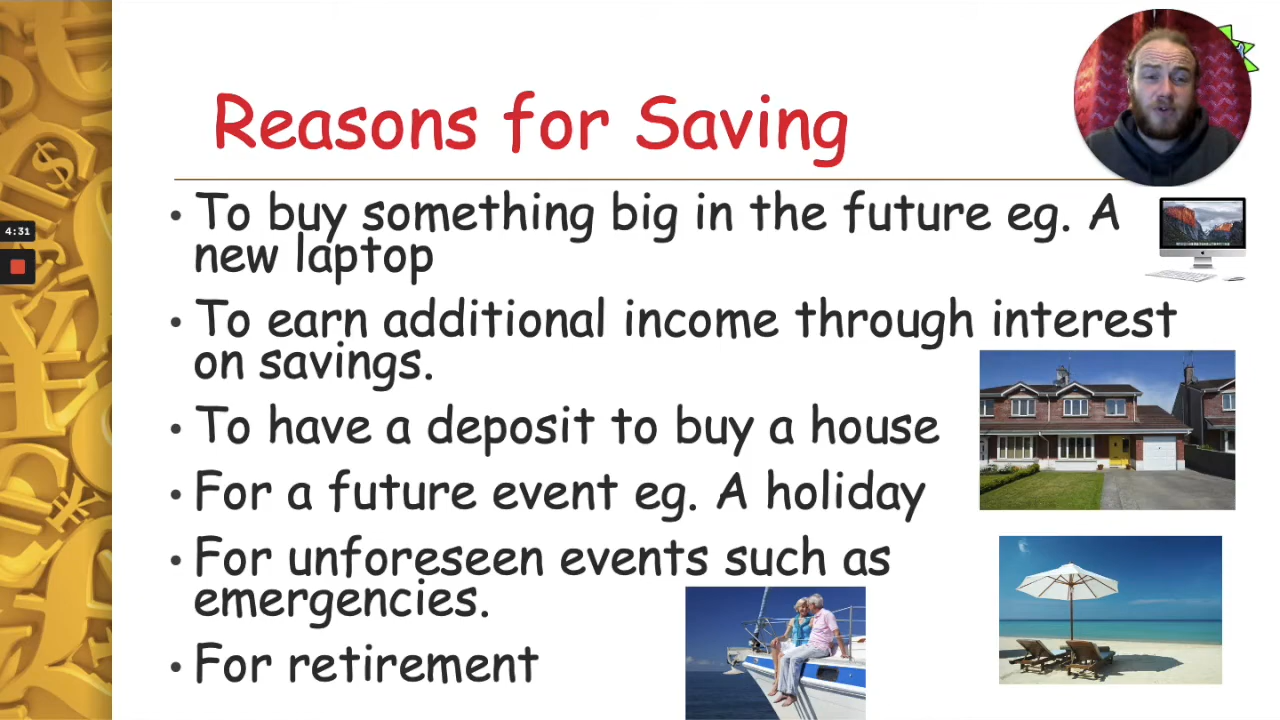 Reasons for Saving
• To buy something big in the future eg. A
new laptop
4:31
• To earn additional income through interest
on savings.
• To have a deposit to buy a house
• For a future event eg. A holiday
• For unforeseen events such as
emergencies.
• For retirement